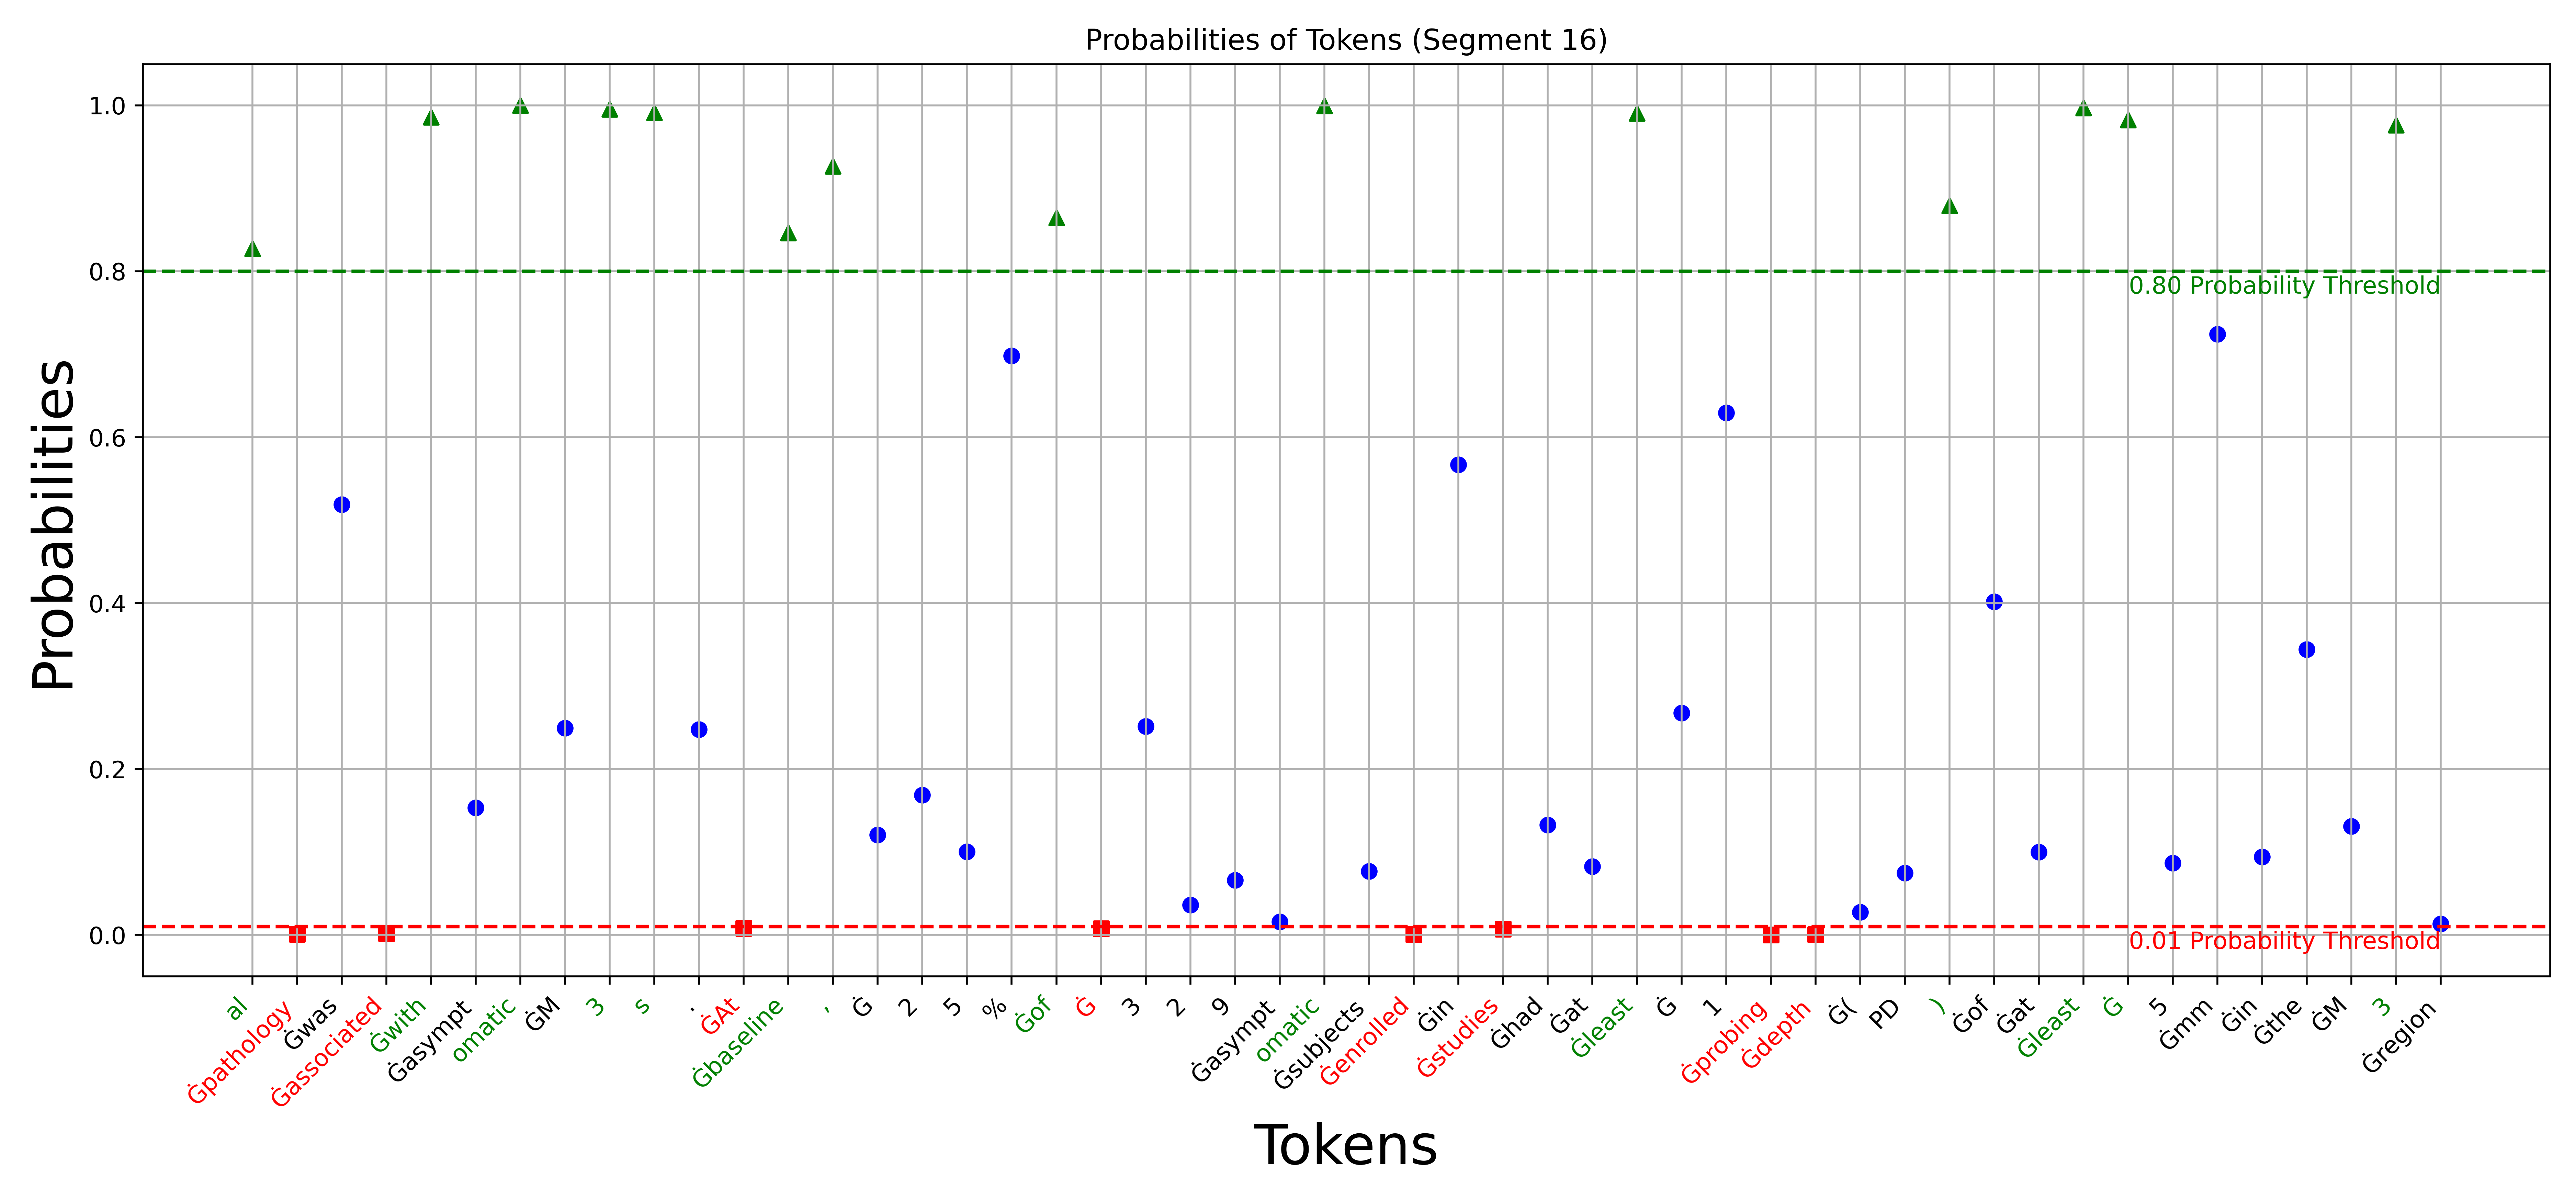 Probabilities of Tokens (Segment 16)
Probabilities
1.0
0.8
0.6
0.4
0.2
0.0
0.80 Probability Threshold
0.01 Probability Threshold
al
Ġpathology
Ġwas
Ġassociated
Ġwith
Ġasympt
omatic
ĠM
3
s
.
ĠAt
Ġbaseline
,
Ġ
2
5
%
Ġof
Ġ
3
2
9
Ġasympt
omatic
Ġsubjects
Ġenrolled
Ġin
Ġstudies
Ġhad
Ġat
Ġleast
Ġ
1
Ġprobing
Ġdepth
Ġ(
PD
)
Ġof
Ġat
Ġleast
Ġ
5
Ġmm
Ġin
Ġthe
ĠM
3
Ġregion
Tokens